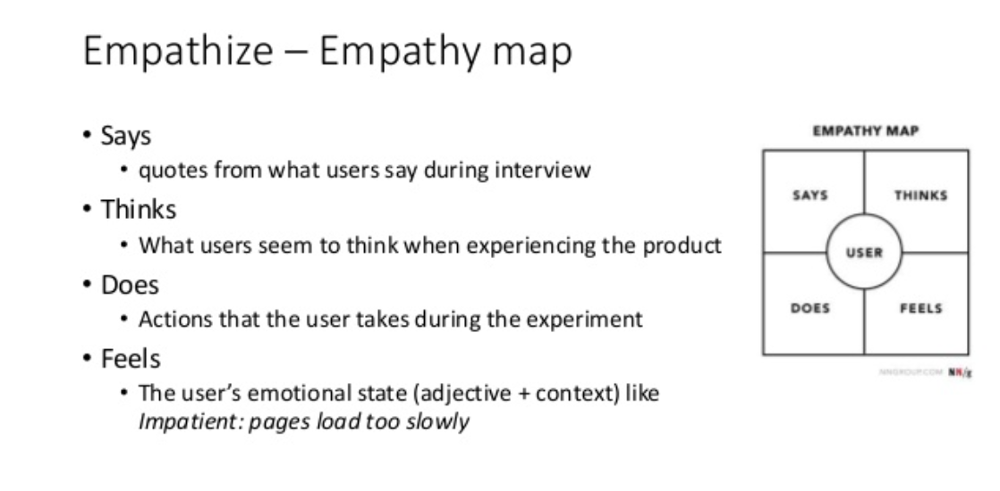 Empathize – Empathy map
• Says
• quotes from what users say during interview
• Thinks
• What users seem to think when experiencing the product
• Does
• Actions that the user takes during the experiment
• Feels
• The user’s emotional state (adjective + context) like
Impatient: pages load too slowly
EMPATHY MAP
SAYS
THINKS
USER
DOES
FEELS
NNGROUP.COM NN/g